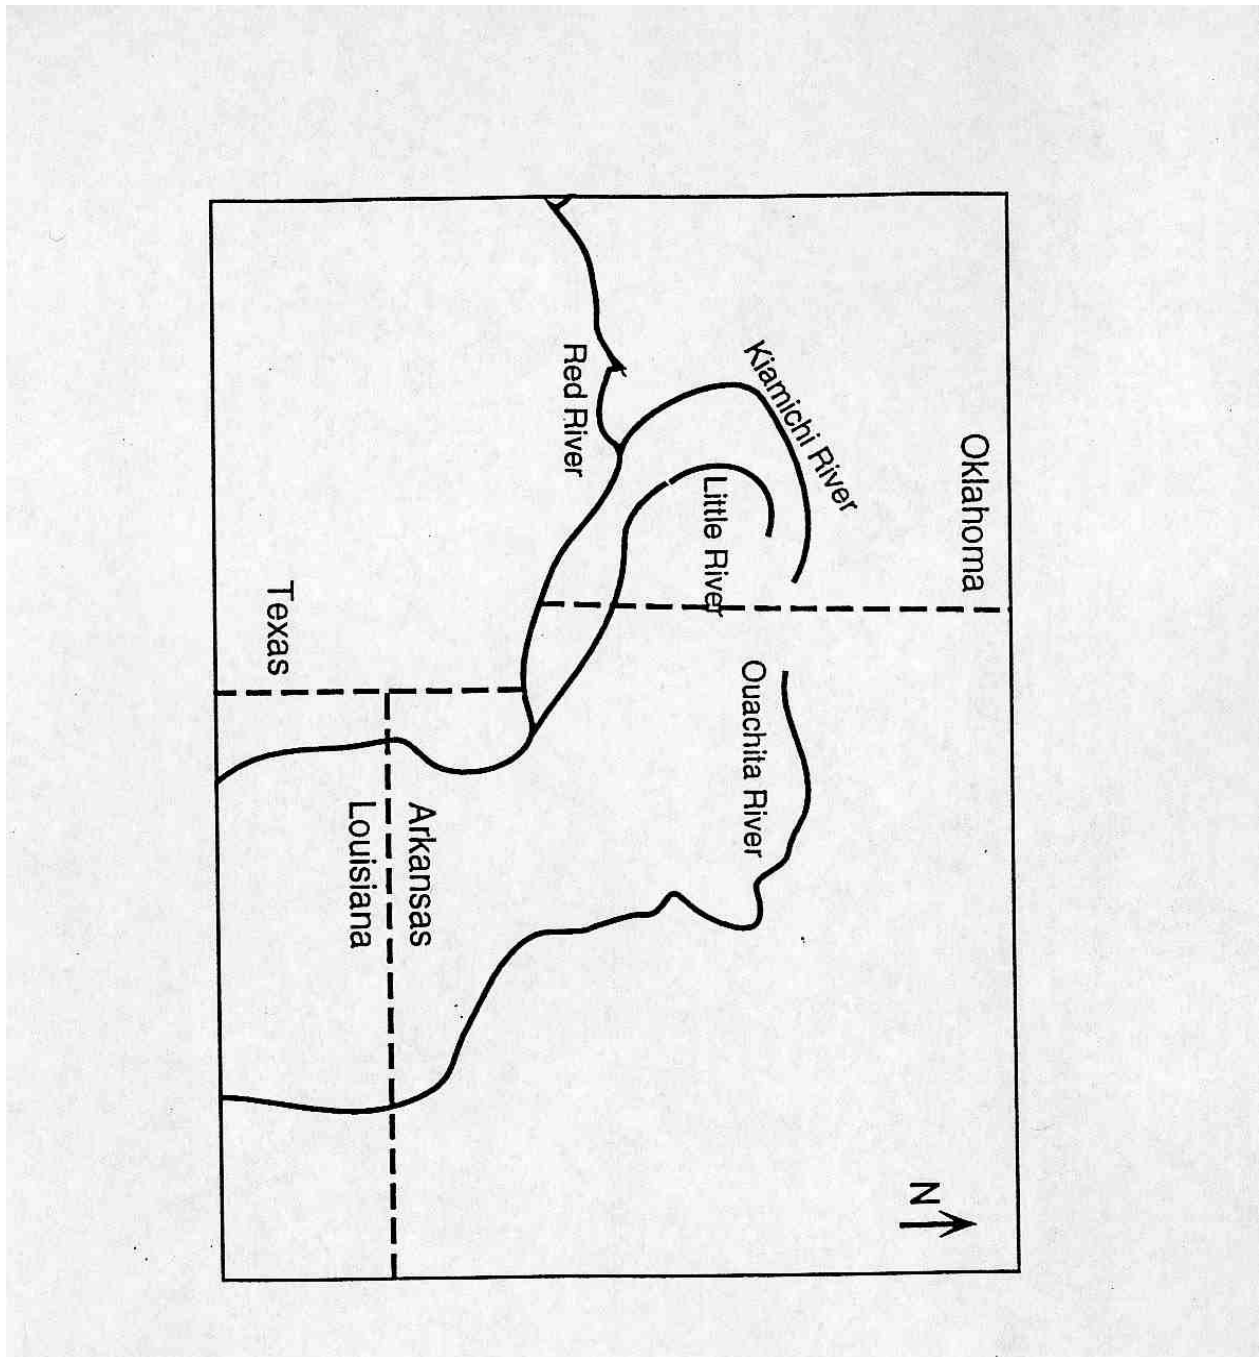 Oklahoma
Kiamichi River
Little River
Ouachita River
Red River
Arkansas
Louisiana
Texas
N